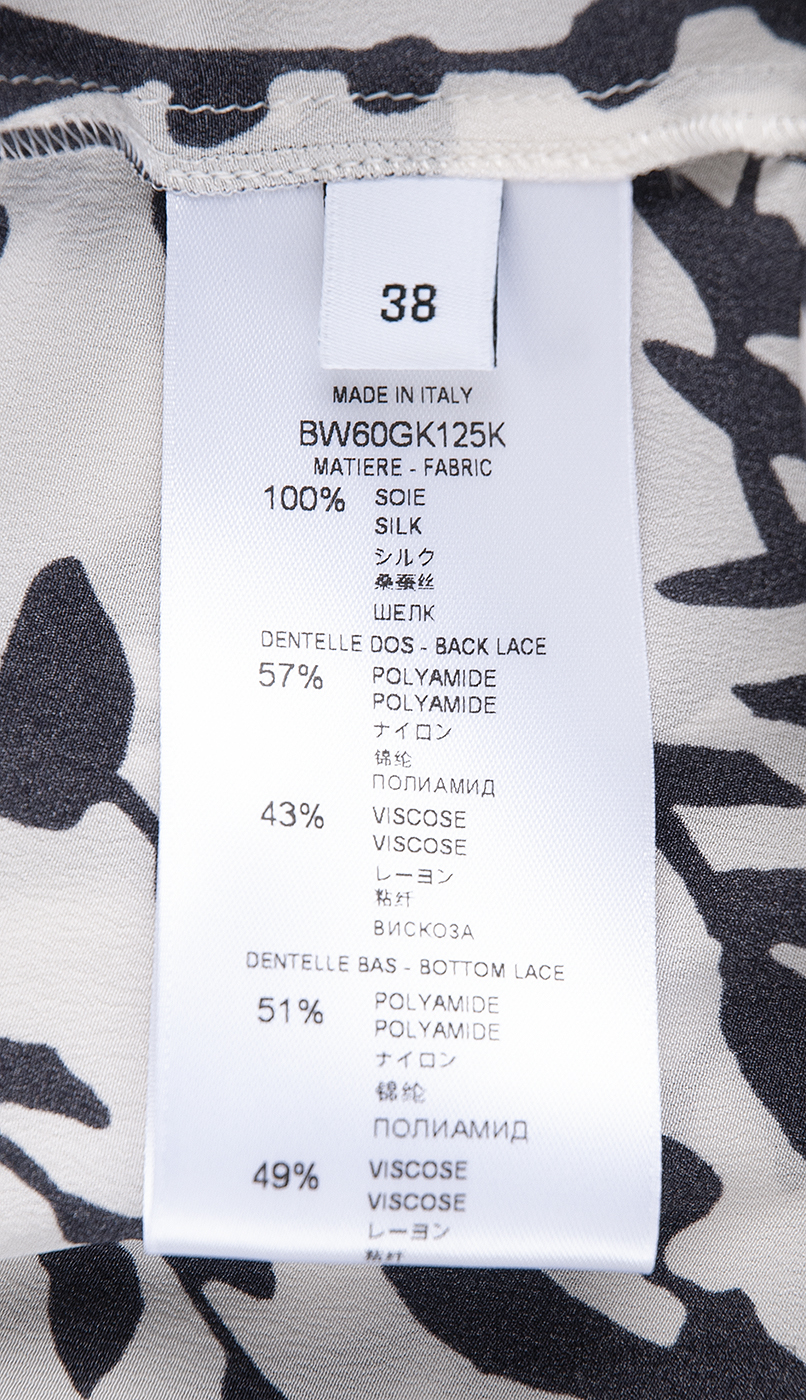 38
MADE IN ITALY
BW60GK125K
MATIERE - FABRIC
100% SOIE
SILK
シルク
桑蚕丝
ШЕЛК
DENTELLE DOS - BACK LACE
57% POLYAMIDE
POLYAMIDE
ナイロン
锦纶
ПОЛИАМИД
43% VISCOSE
VISCOSE
レーヨン
粘纤
ВИСКОЗА
DENTELLE BAS - BOTTOM LACE
51% POLYAMIDE
POLYAMIDE
ナイロン
锦纶
ПОЛИАМИД
49% VISCOSE
VISCOSE
レーヨン
粘纤